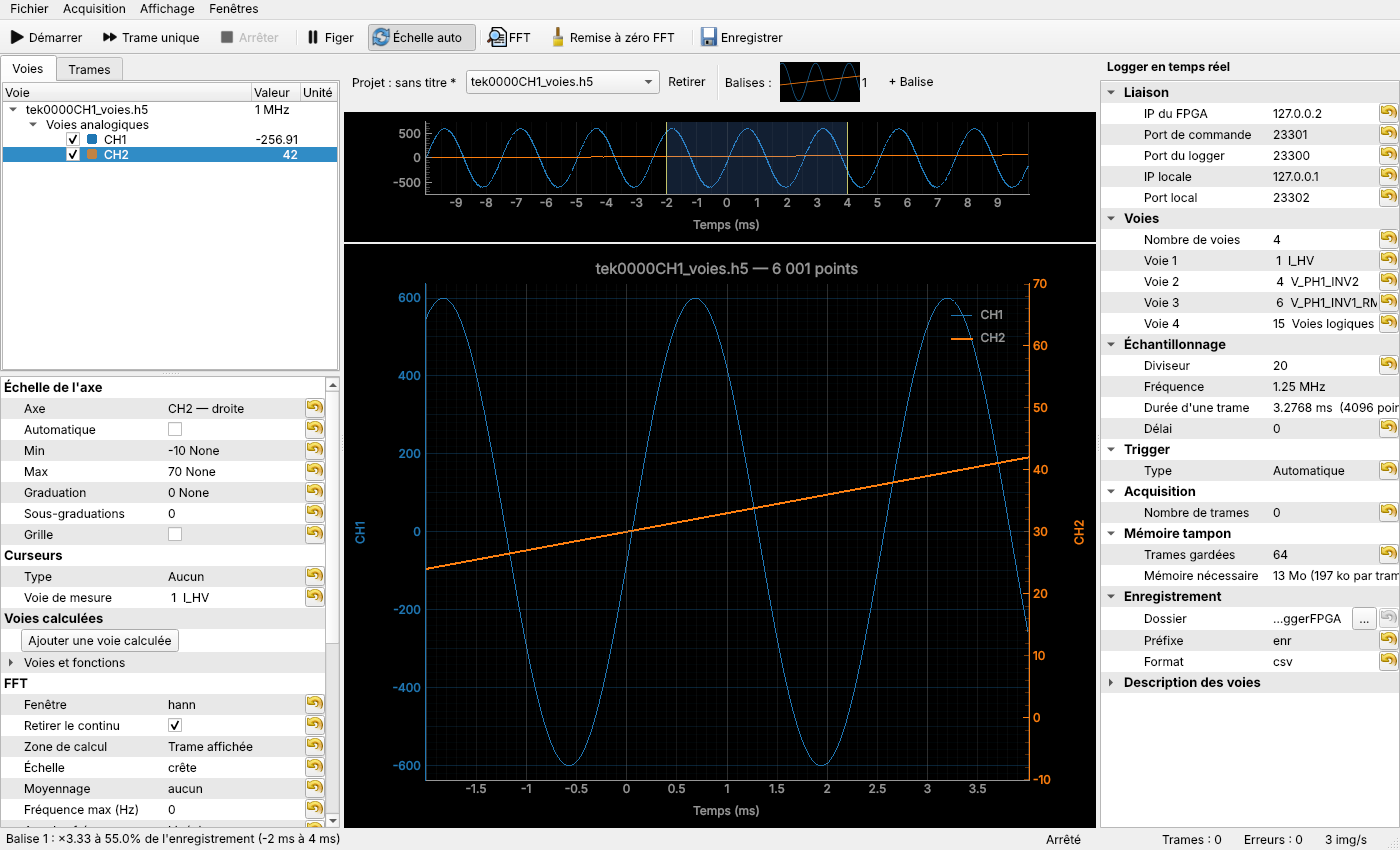 Fichier Acquisition Affichage Fenêtres
Démarrer Trame unique Arrêter Figer Échelle auto FFT Remise à zéro FFT Enregistrer
Voies Trames
Voie Valeur Unité
tek0000CH1_voies.h5 1 MHz
Voies analogiques
CH1 -256.91
CH2 42
Échelle de l'axe
Axe CH2 — droite
Automatique
Min -10 None
Max 70 None
Graduation 0 None
Sous-graduations 0
Grille
Curseurs
Type Aucun
Voie de mesure 1 I_HV
Voies calculées
Ajouter une voie calculée
Voies et fonctions
FFT
Fenêtre hann
Retirer le continu
Zone de calcul Trame affichée
Échelle crête
Moyennage aucun
Fréquence max (Hz) 0
Projet : sans titre * tek0000CH1_voies.h5 Retirer Balises : 1 + Balise
500
0
-500
-9 -8 -7 -6 -5 -4 -3 -2 -1 0 1 2 3 4 5 6 7 8 9
Temps (ms)
tek0000CH1_voies.h5 — 6 001 points
CH1
CH2
600
400
200
0
-200
-400
-600
CH1
70
60
50
40
30
20
10
0
-10
CH2
-1.5 -1 -0.5 0 0.5 1 1.5 2 2.5 3 3.5
Temps (ms)
Logger en temps réel
Liaison
IP du FPGA 127.0.0.2
Port de commande 23301
Port du logger 23300
IP locale 127.0.0.1
Port local 23302
Voies
Nombre de voies 4
Voie 1 1 I_HV
Voie 2 4 V_PH1_INV2
Voie 3 6 V_PH1_INV1_RM
Voie 4 15 Voies logiques
Échantillonnage
Diviseur 20
Fréquence 1.25 MHz
Durée d'une trame 3.2768 ms (4096 poin
Délai 0
Trigger
Type Automatique
Acquisition
Nombre de trames 0
Mémoire tampon
Trames gardées 64
Mémoire nécessaire 13 Mo (197 ko par tram
Enregistrement
Dossier ...ggerFPGA ...
Préfixe enr
Format csv
Description des voies
Balise 1 : ×3.33 à 55.0% de l'enregistrement (-2 ms à 4 ms) Arrêté Trames : 0 Erreurs : 0 3 img/s